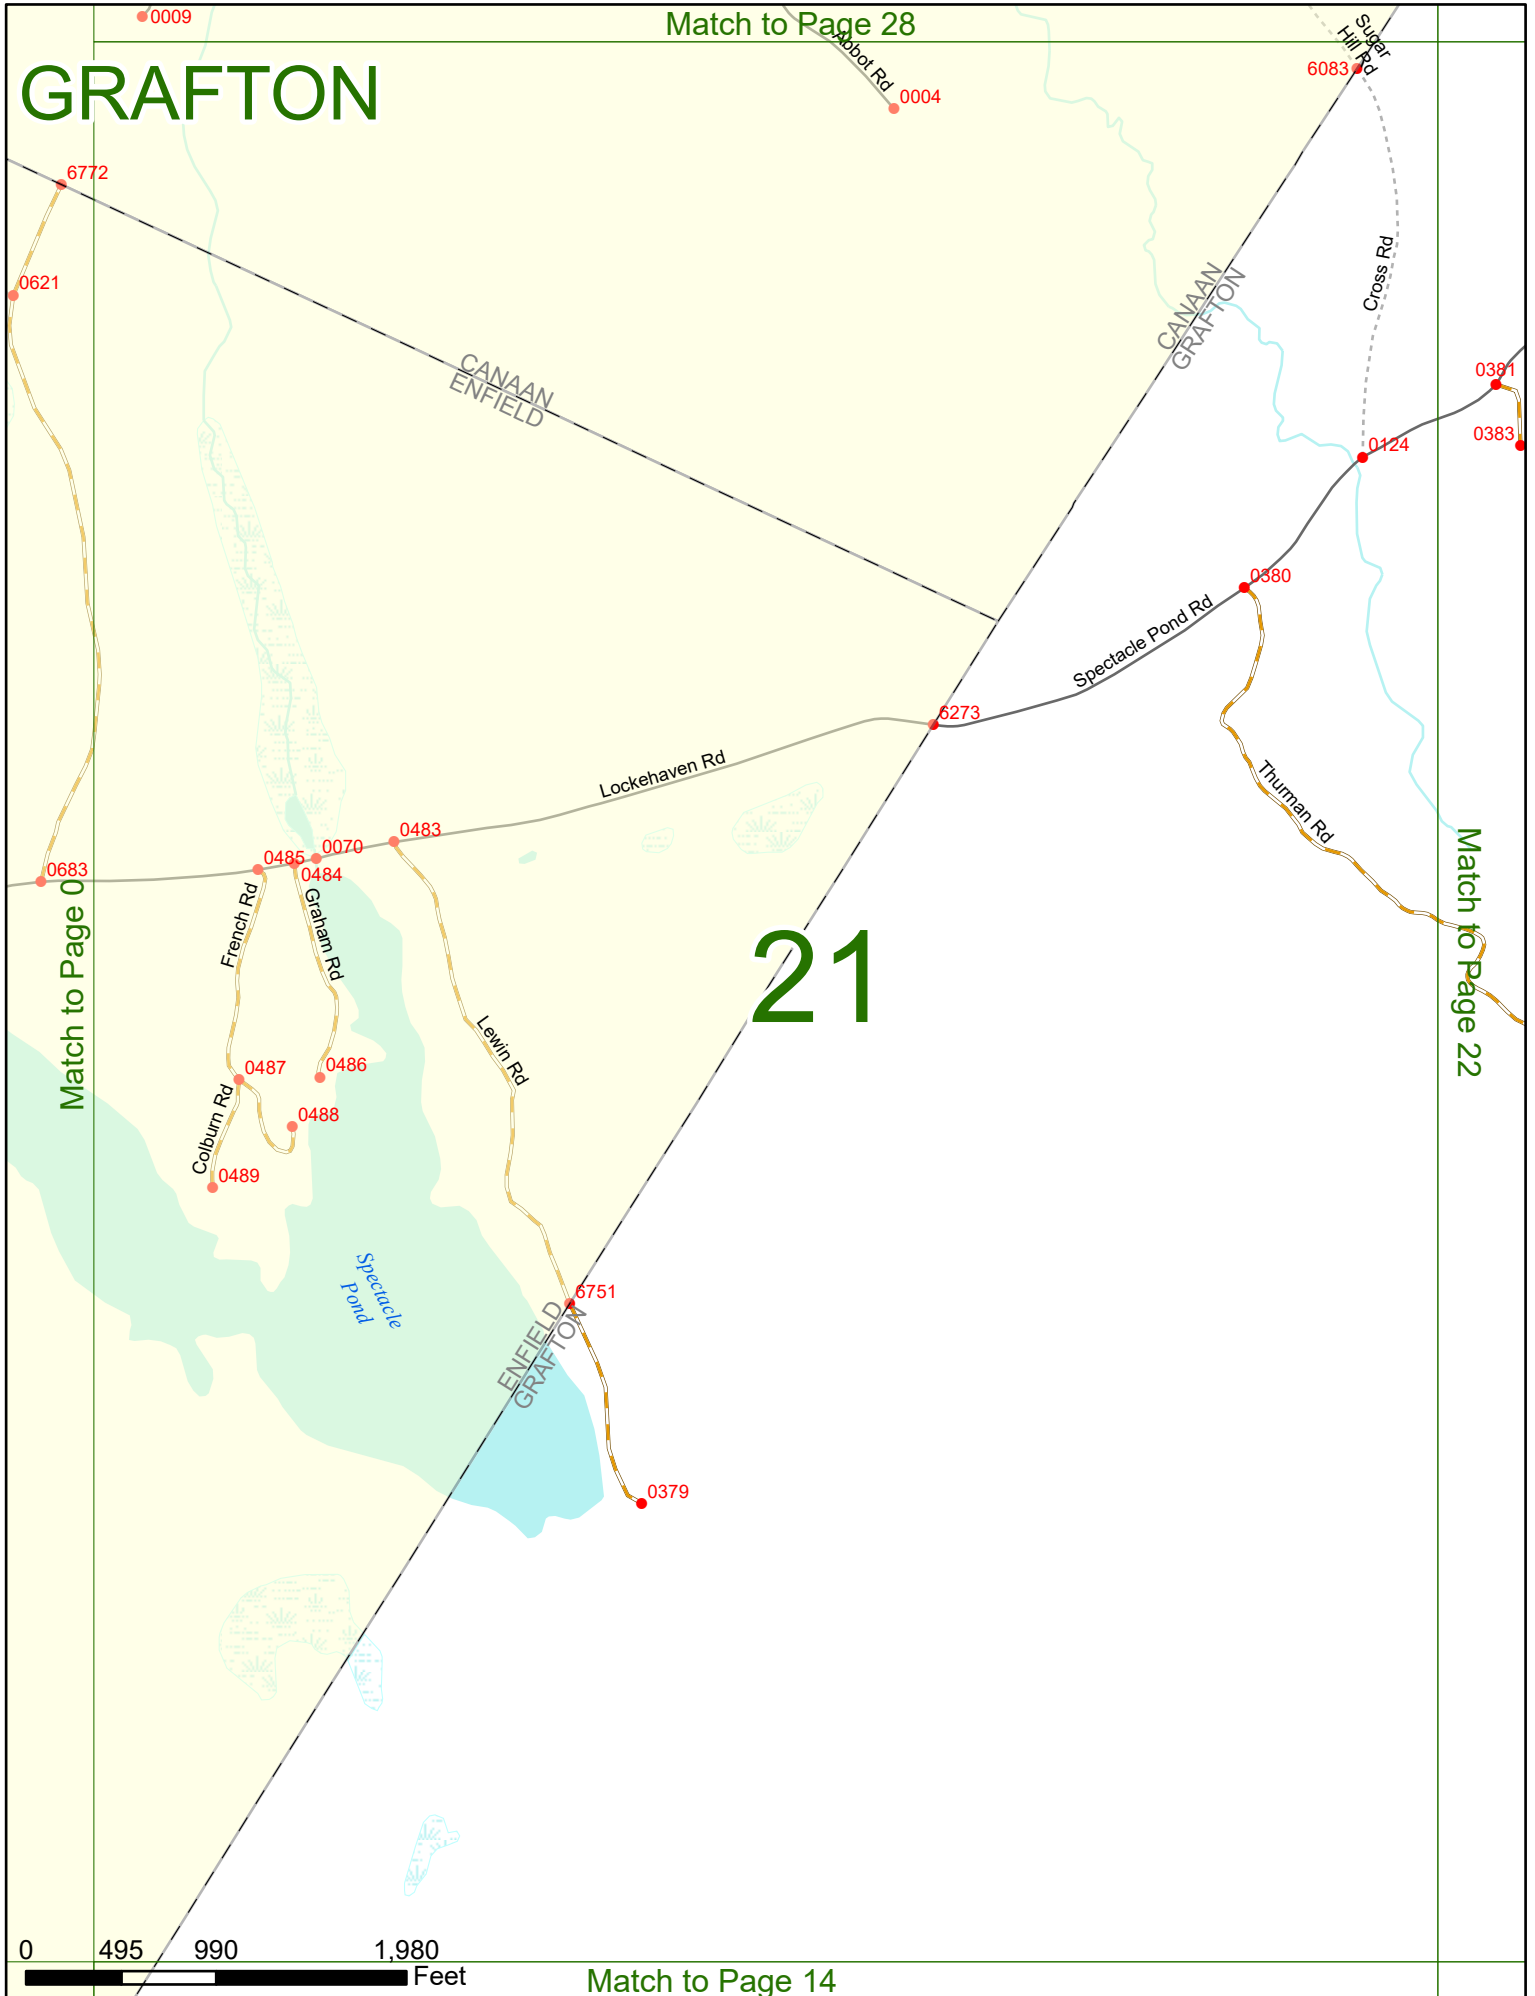 0009
Match to Page 28
Sugar
Hill Rd
Abbot Rd
6083
GRAFTON
0004
6772
Cross Rd
0621
CANAAN
GRAFTON
CANAAN
ENFIELD
0381
0383
0124
0380
Spectacle Pond Rd
6273
Lockehaven Rd
Thurman Rd
0483
0070
0485
0484
0683
French Rd
Graham Rd
Match to Page 0
21
Match to Page 22
Lewin Rd
0487
0486
Colburn Rd
0488
0489
Spectacle
Pond
6751
ENFIELD
GRAFTON
0379
0 495 990 1,980
Feet
Match to Page 14